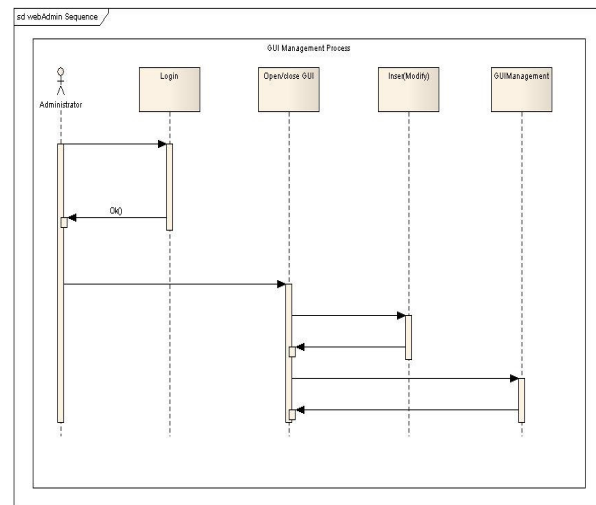 sd webAdmin Sequence
GUI Management Process
Administrator
Login
Open/close GUI
Inser(Modify)
GUIManagement
Ok()